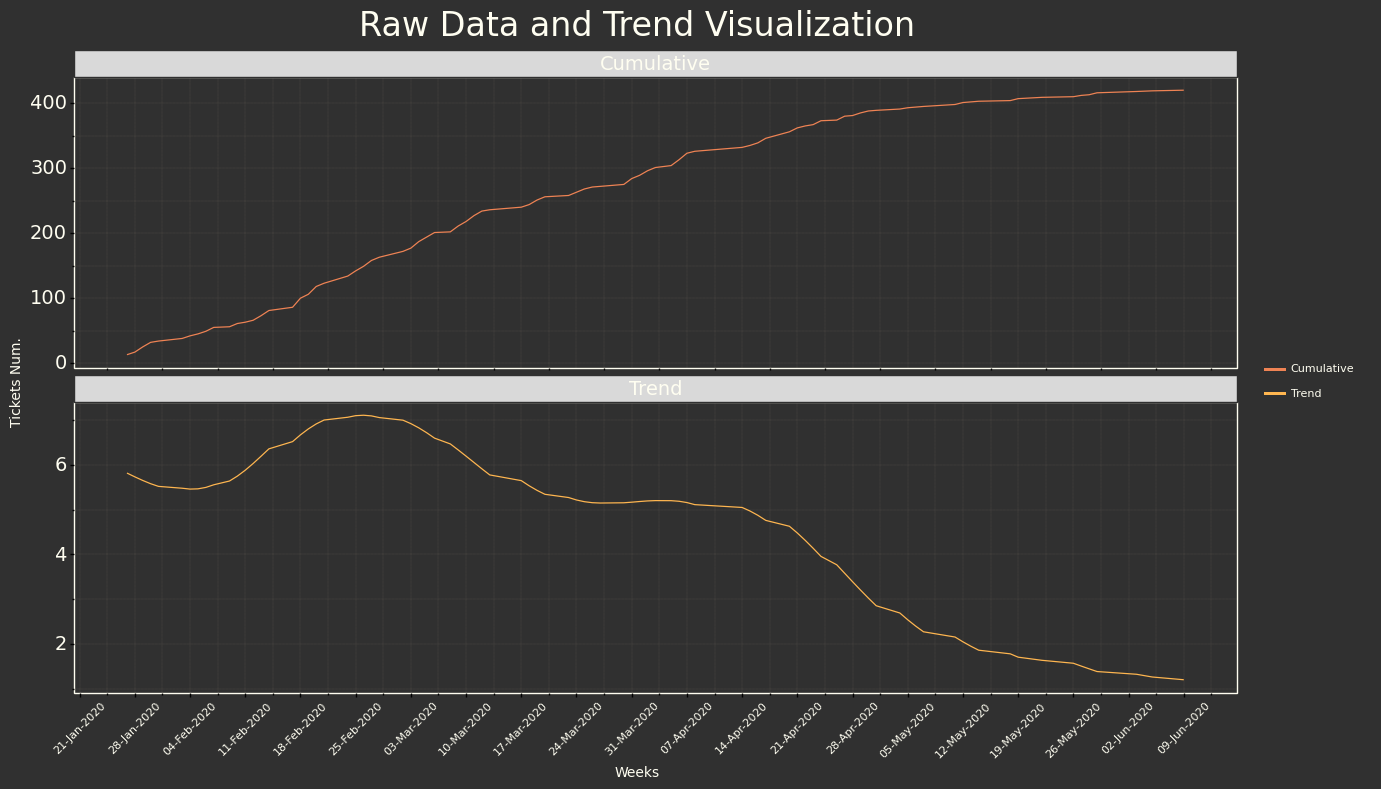 Raw Data and Trend Visualization
Cumulative
400
300
200
100
0
Tickets Num.
Cumulative
Trend
Trend
6
4
2
21-Jan-2020
28-Jan-2020
04-Feb-2020
11-Feb-2020
18-Feb-2020
25-Feb-2020
03-Mar-2020
10-Mar-2020
17-Mar-2020
24-Mar-2020
31-Mar-2020
07-Apr-2020
14-Apr-2020
21-Apr-2020
28-Apr-2020
05-May-2020
12-May-2020
19-May-2020
26-May-2020
02-Jun-2020
09-Jun-2020
Weeks